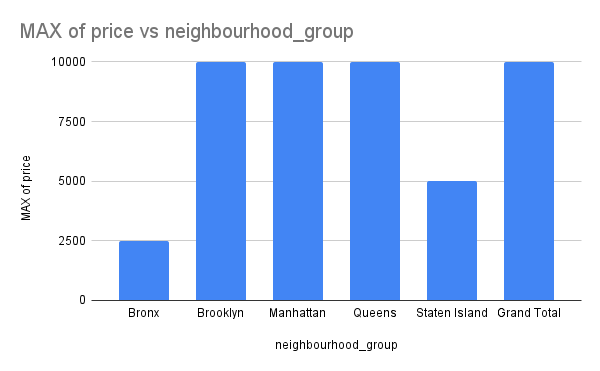 MAX of price vs neighbourhood_group
MAX of price
10000
7500
5000
2500
0
Bronx Brooklyn Manhattan Queens Staten Island Grand Total
neighbourhood_group